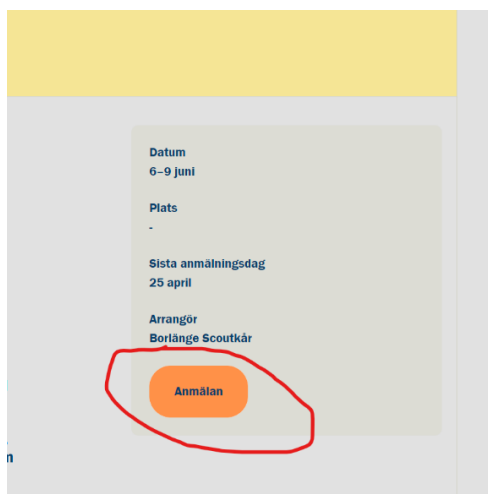 Datum
6–9 juni
Plats
-
Sista anmälningsdag
25 april
Arrangör
Borlänge Scoutkår
Anmälan